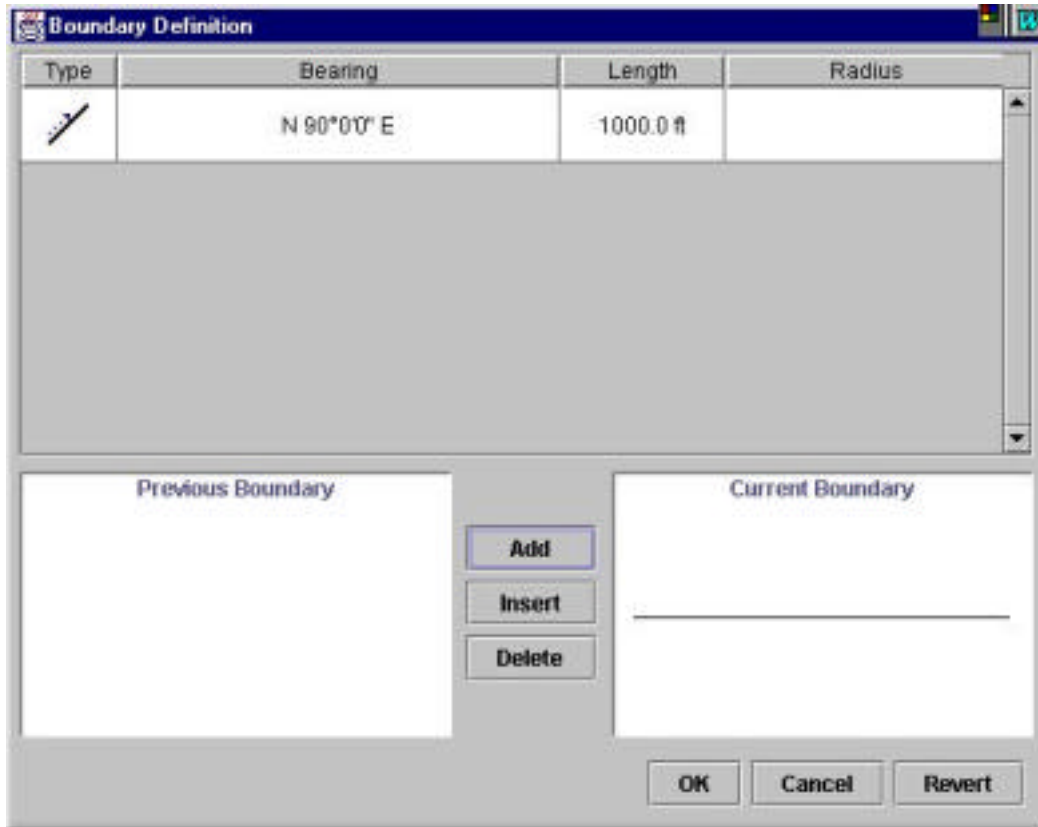 Boundary Definition
Type Bearing Length Radius
N 90°0'0" E 1000.0 ft
Previous Boundary
Current Boundary
Add
Insert
Delete
OK Cancel Revert